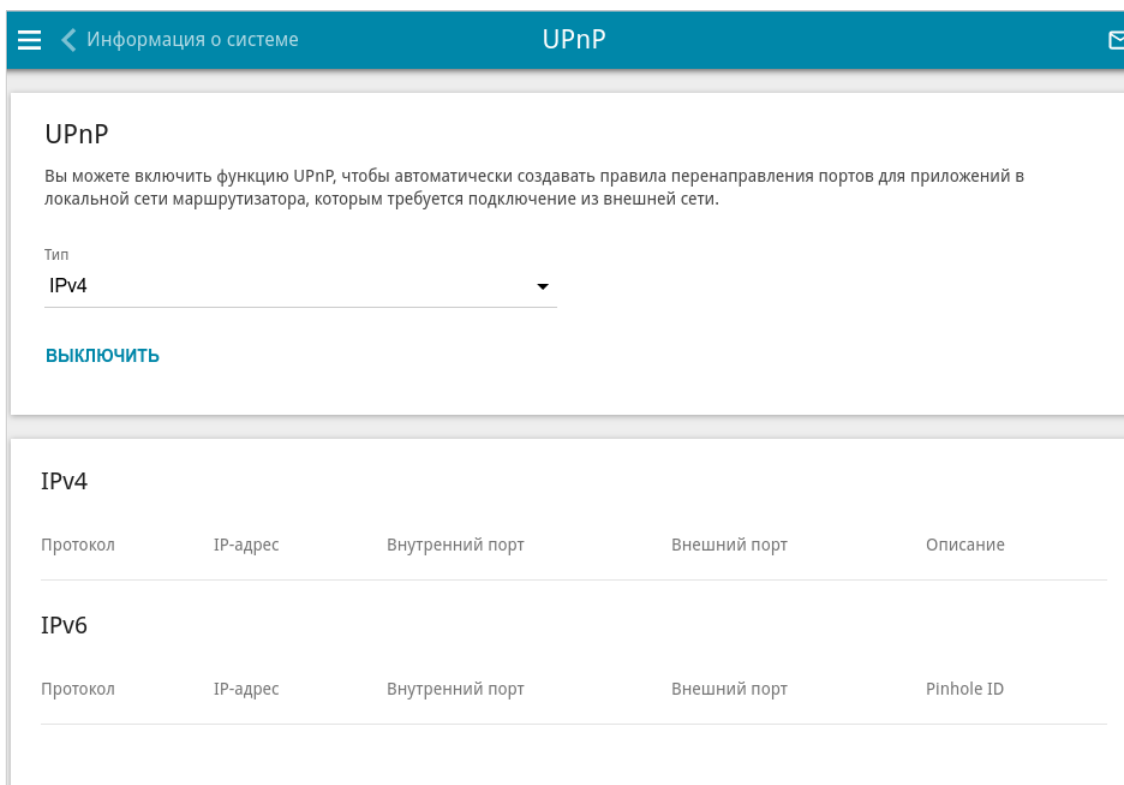 Информация о системе UPnP
UPnP
Вы можете включить функцию UPnP, чтобы автоматически создавать правила перенаправления портов для приложений в
локальной сети маршрутизатора, которым требуется подключение из внешней сети.
Тип
IPv4
ВЫКЛЮЧИТЬ
IPv4
Протокол IP-адрес Внутренний порт Внешний порт Описание
IPv6
Протокол IP-адрес Внутренний порт Внешний порт Pinhole ID